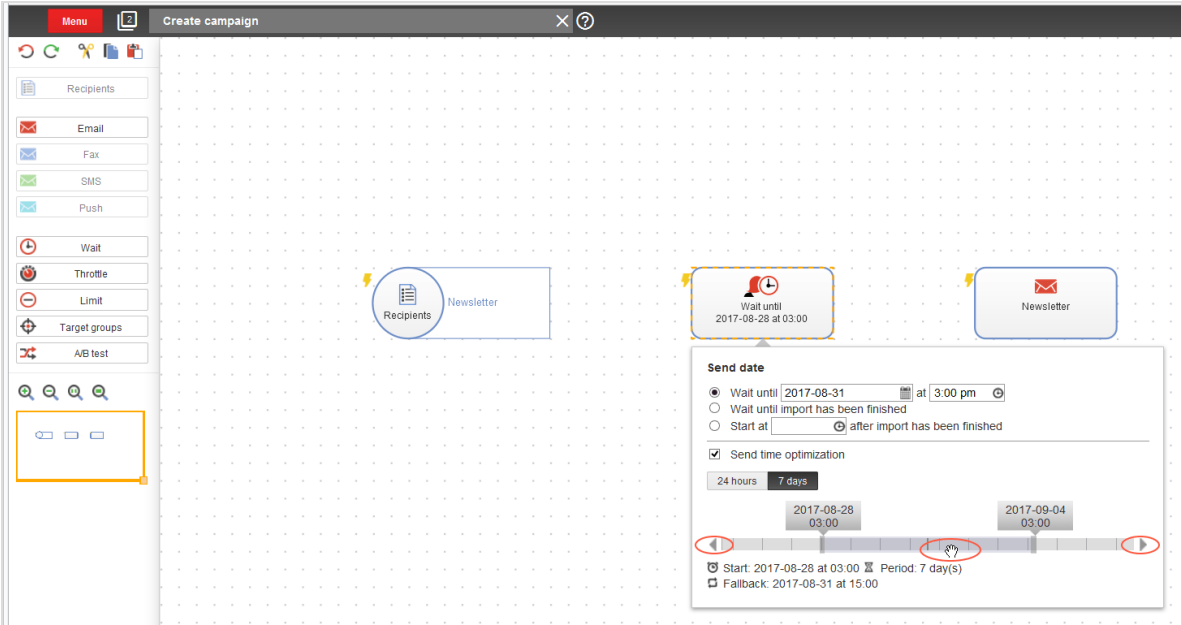 Menu
2
Create campaign
?
Recipients
Email
Fax
SMS
Push
Wait
Throttle
Limit
Target groups
A/B test
Recipients
Newsletter
Wait until
2017-08-28 at 03:00
Newsletter
Send date
Wait until 2017-08-31 at 3:00 pm
Wait until import has been finished
Start at after import has been finished
Send time optimization
24 hours 7 days
2017-08-28 2017-09-04
03:00 03:00
Start: 2017-08-28 at 03:00 Period: 7 day(s)
Fallback: 2017-08-31 at 15:00